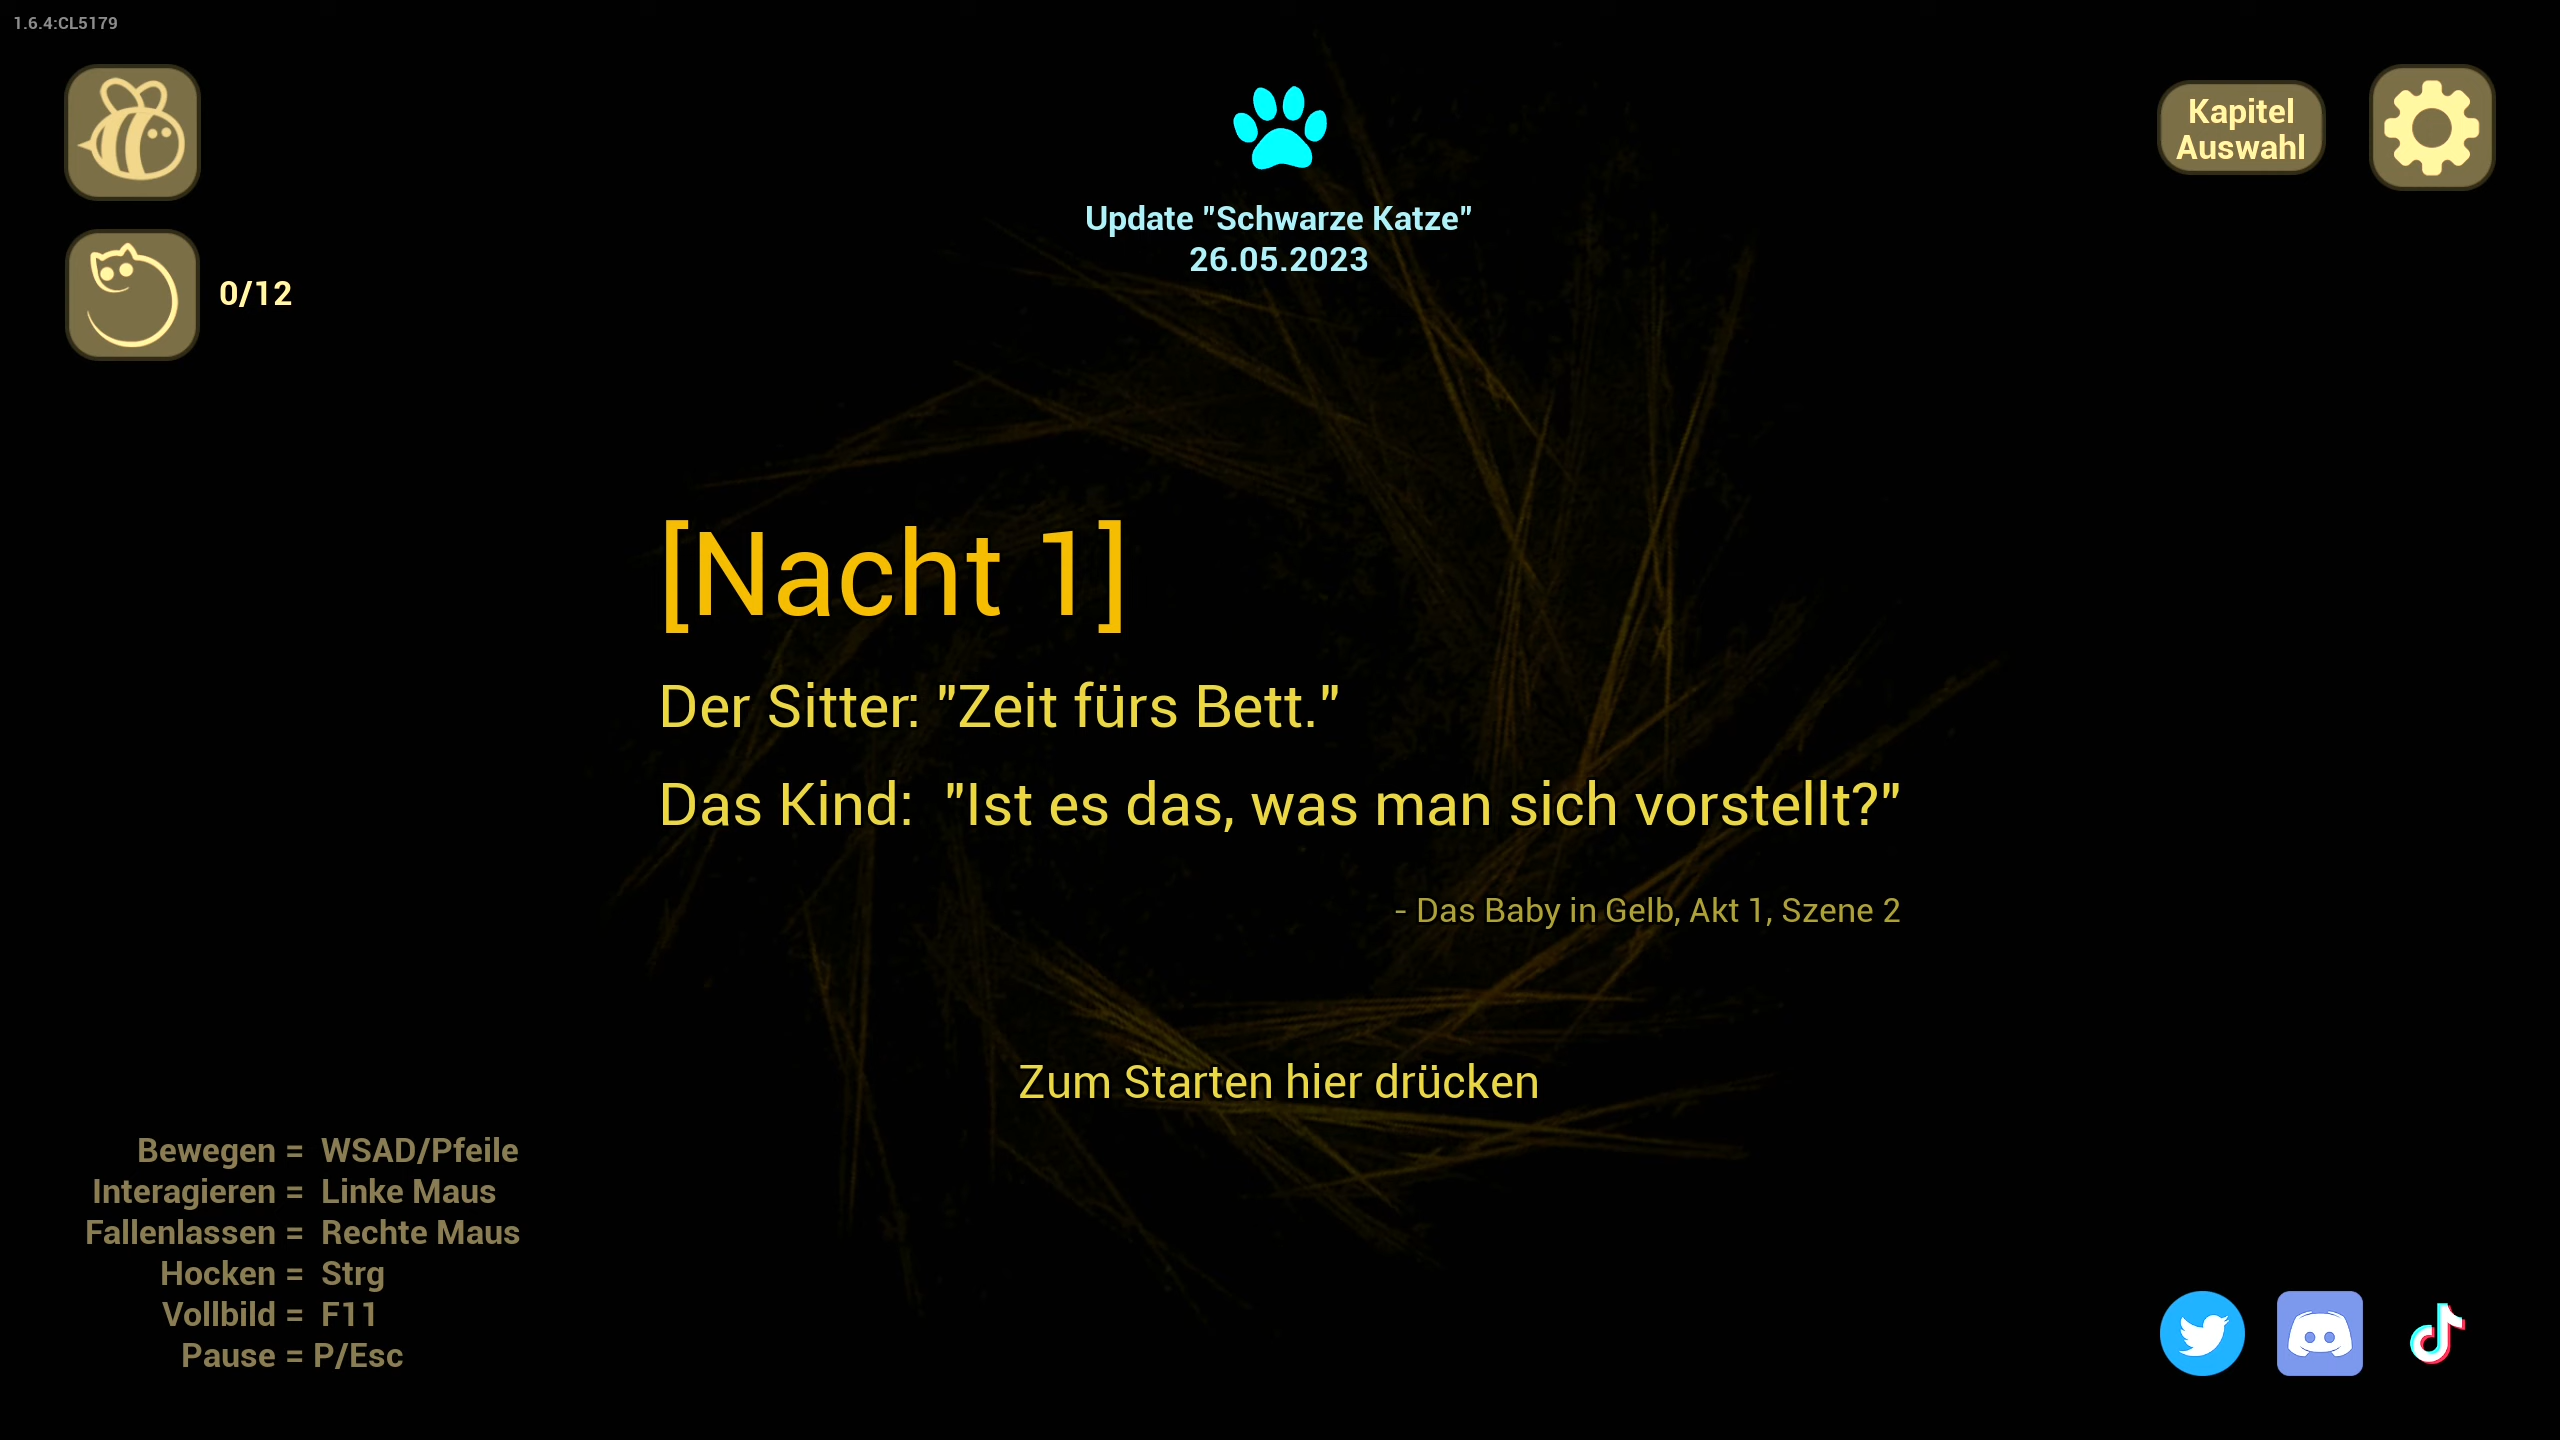 1.6.4:CL5179
0/12
Update "Schwarze Katze"
26.05.2023
Kapitel
Auswahl
[Nacht 1]
Der Sitter: "Zeit fürs Bett."
Das Kind:  "Ist es das, was man sich vorstellt?"
- Das Baby in Gelb, Akt 1, Szene 2
Zum Starten hier drücken
Bewegen =  WSAD/Pfeile
Interagieren =  Linke Maus
Fallenlassen =  Rechte Maus
Hocken =  Strg
Vollbild =  F11
Pause = P/Esc